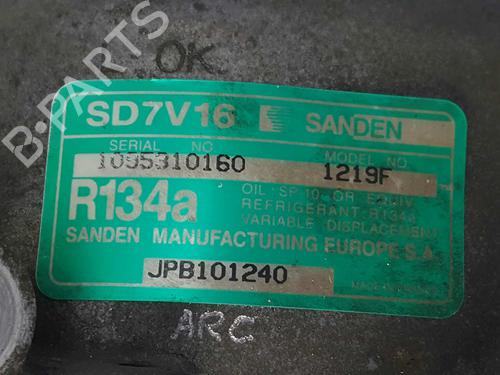 OK
B-PARTS
SD7V16 SANDEN
SERIAL NO. MODEL NO.
1095310160 1219F
R134a
OIL: SP-10 OR EQUIV.
REFRIGERANT: R134a
VARIABLE DISPLACEMENT
SANDEN MANUFACTURING EUROPE S.A.
JPB101240
ARC